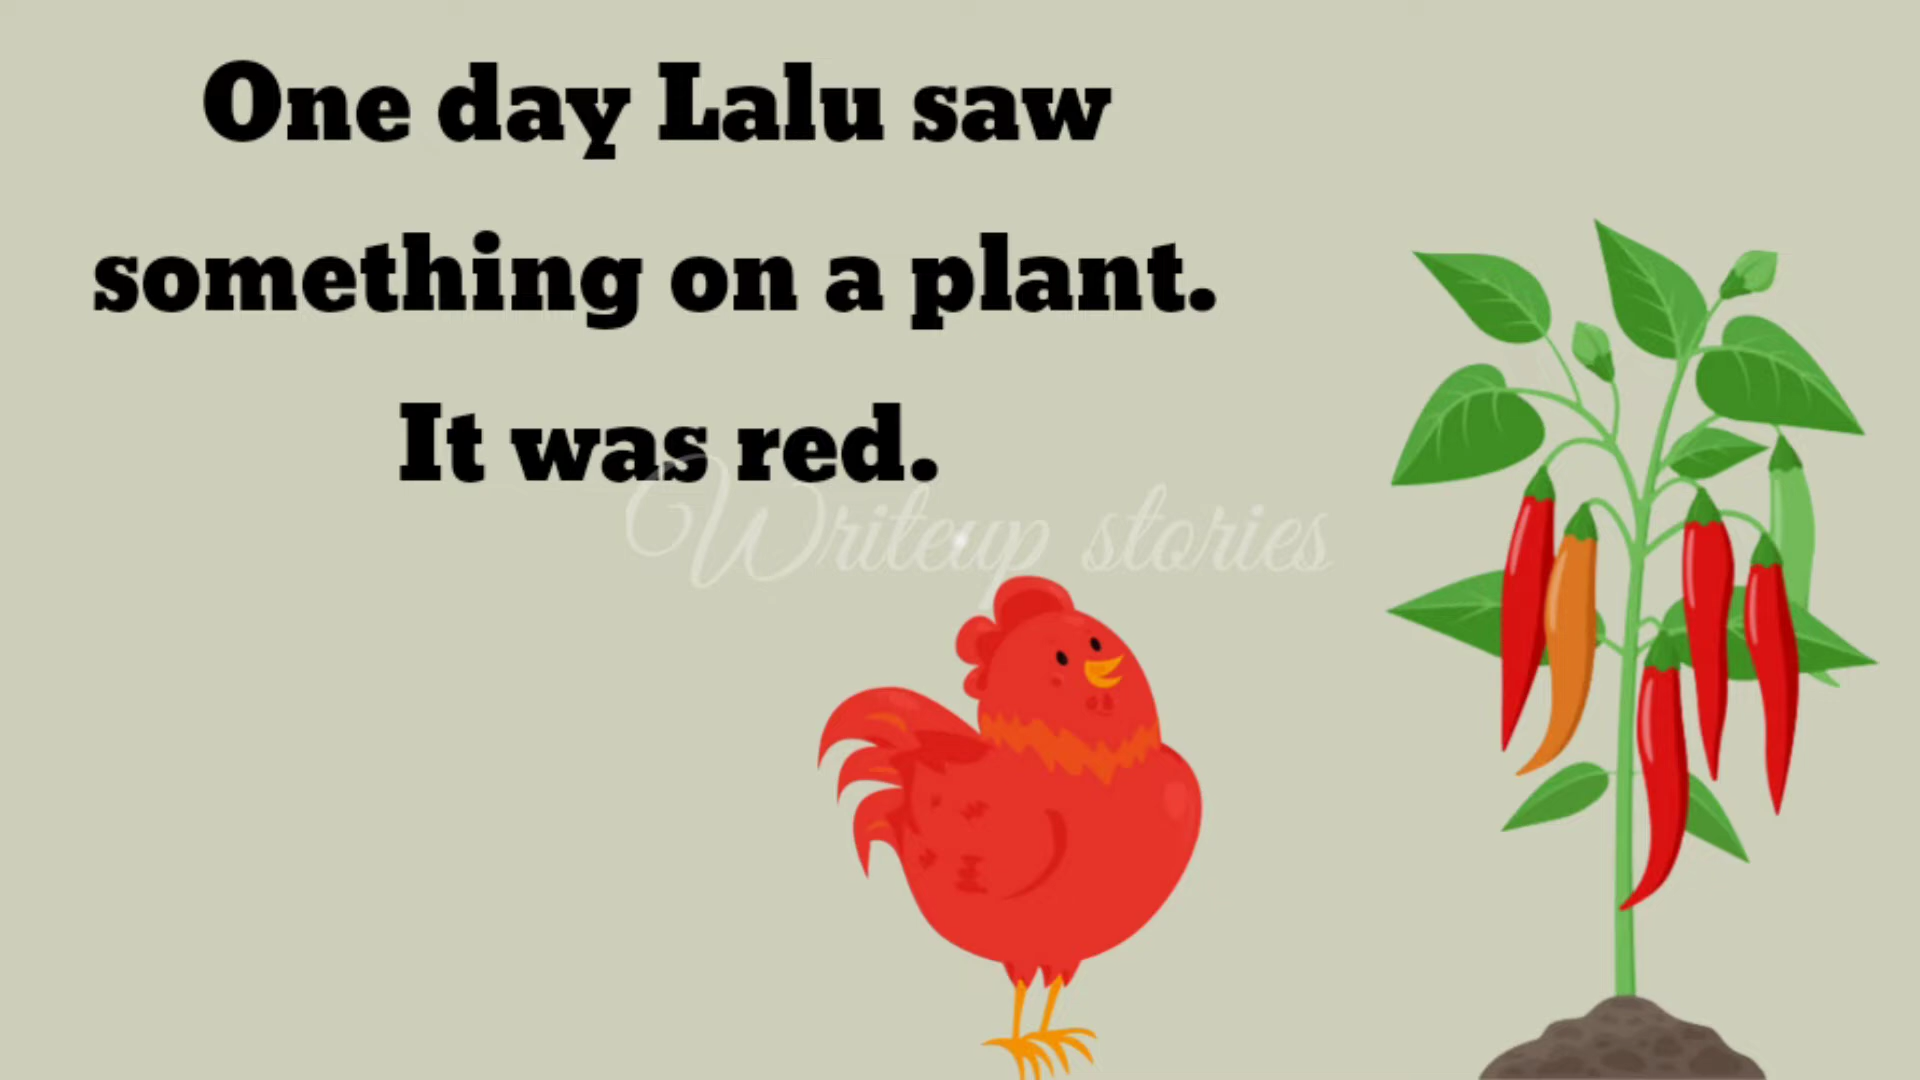 One day Lalu saw
something on a plant.
It was red.
Writeup stories